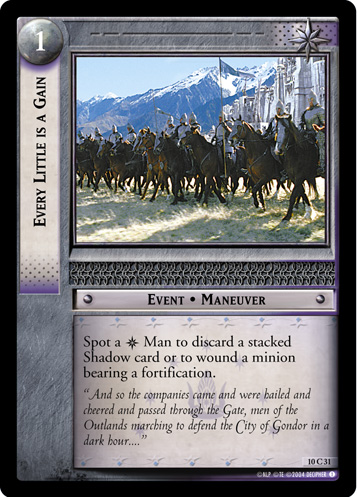 1
EVERY LITTLE IS A GAIN
EVENT • MANEUVER
Spot a Man to discard a stacked
Shadow card or to wound a minion
bearing a fortification.
“And so the companies came and were hailed and
cheered and passed through the Gate, men of the
Outlands marching to defend the City of Gondor in a
dark hour....”
10 C 31
©NLP ©TE ©2004 DECIPHER